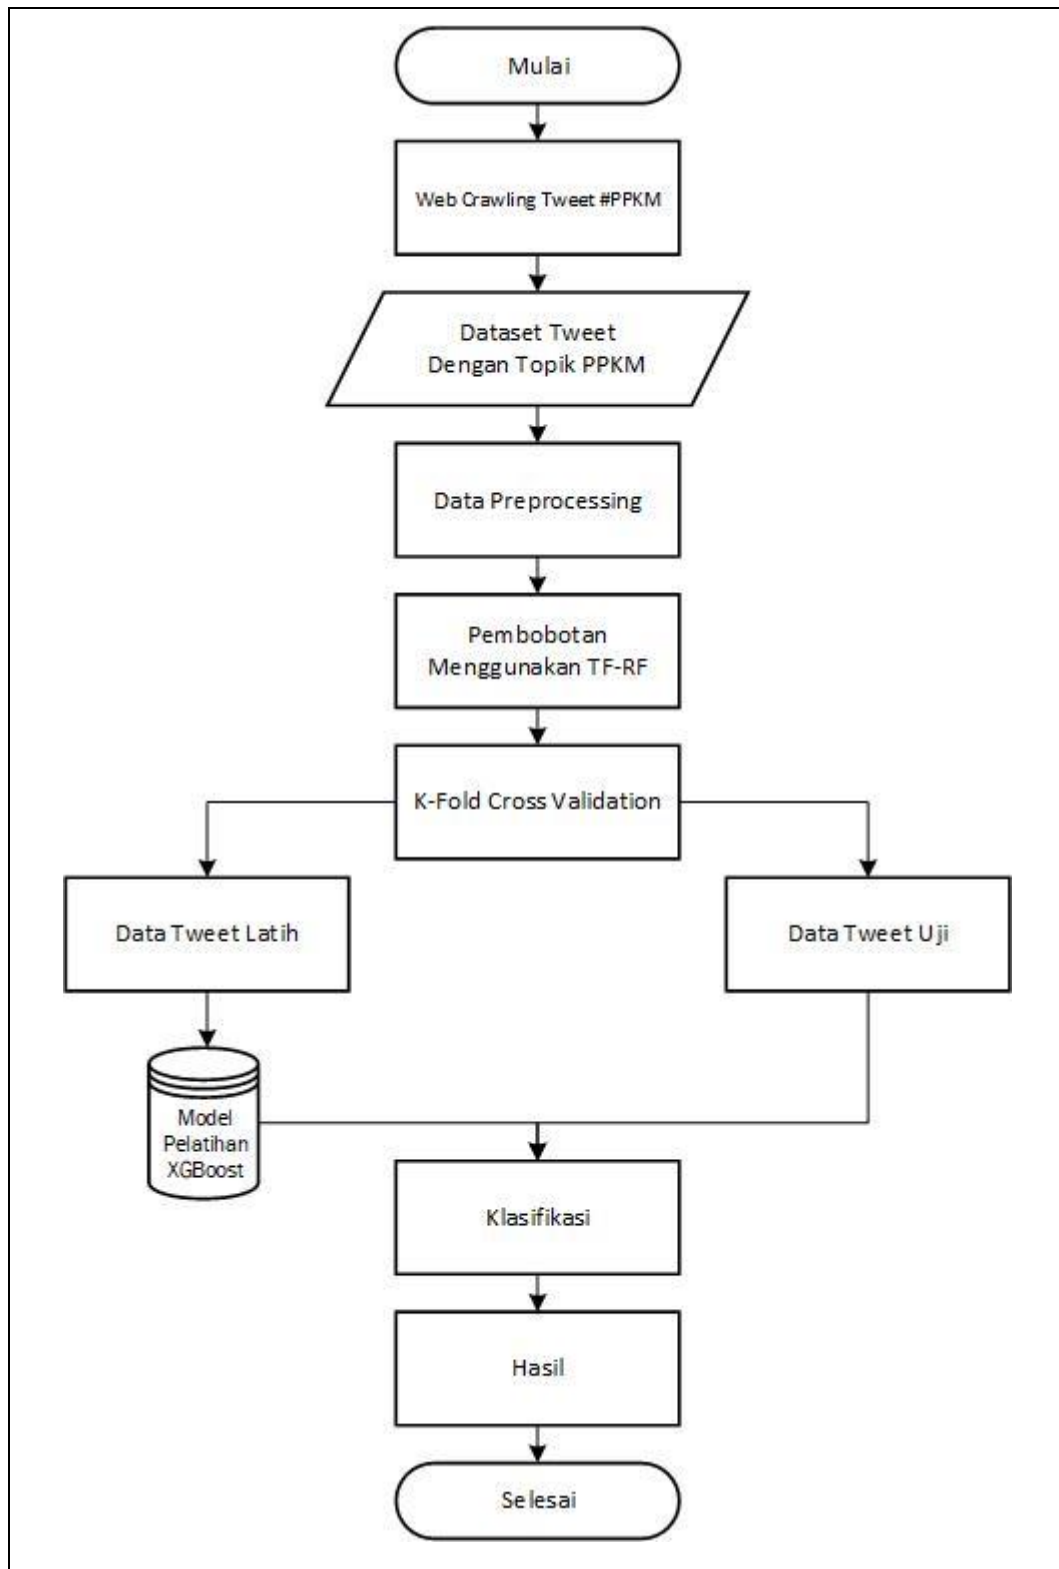 Mulai
Web Crawling Tweet #PPKM
Dataset Tweet
Dengan Topik PPKM
Data Preprocessing
Pembobotan
Menggunakan TF-RF
K-Fold Cross Validation
Data Tweet Latih
Data Tweet Uji
Model
Pelatihan
XGBoost
Klasifikasi
Hasil
Selesai